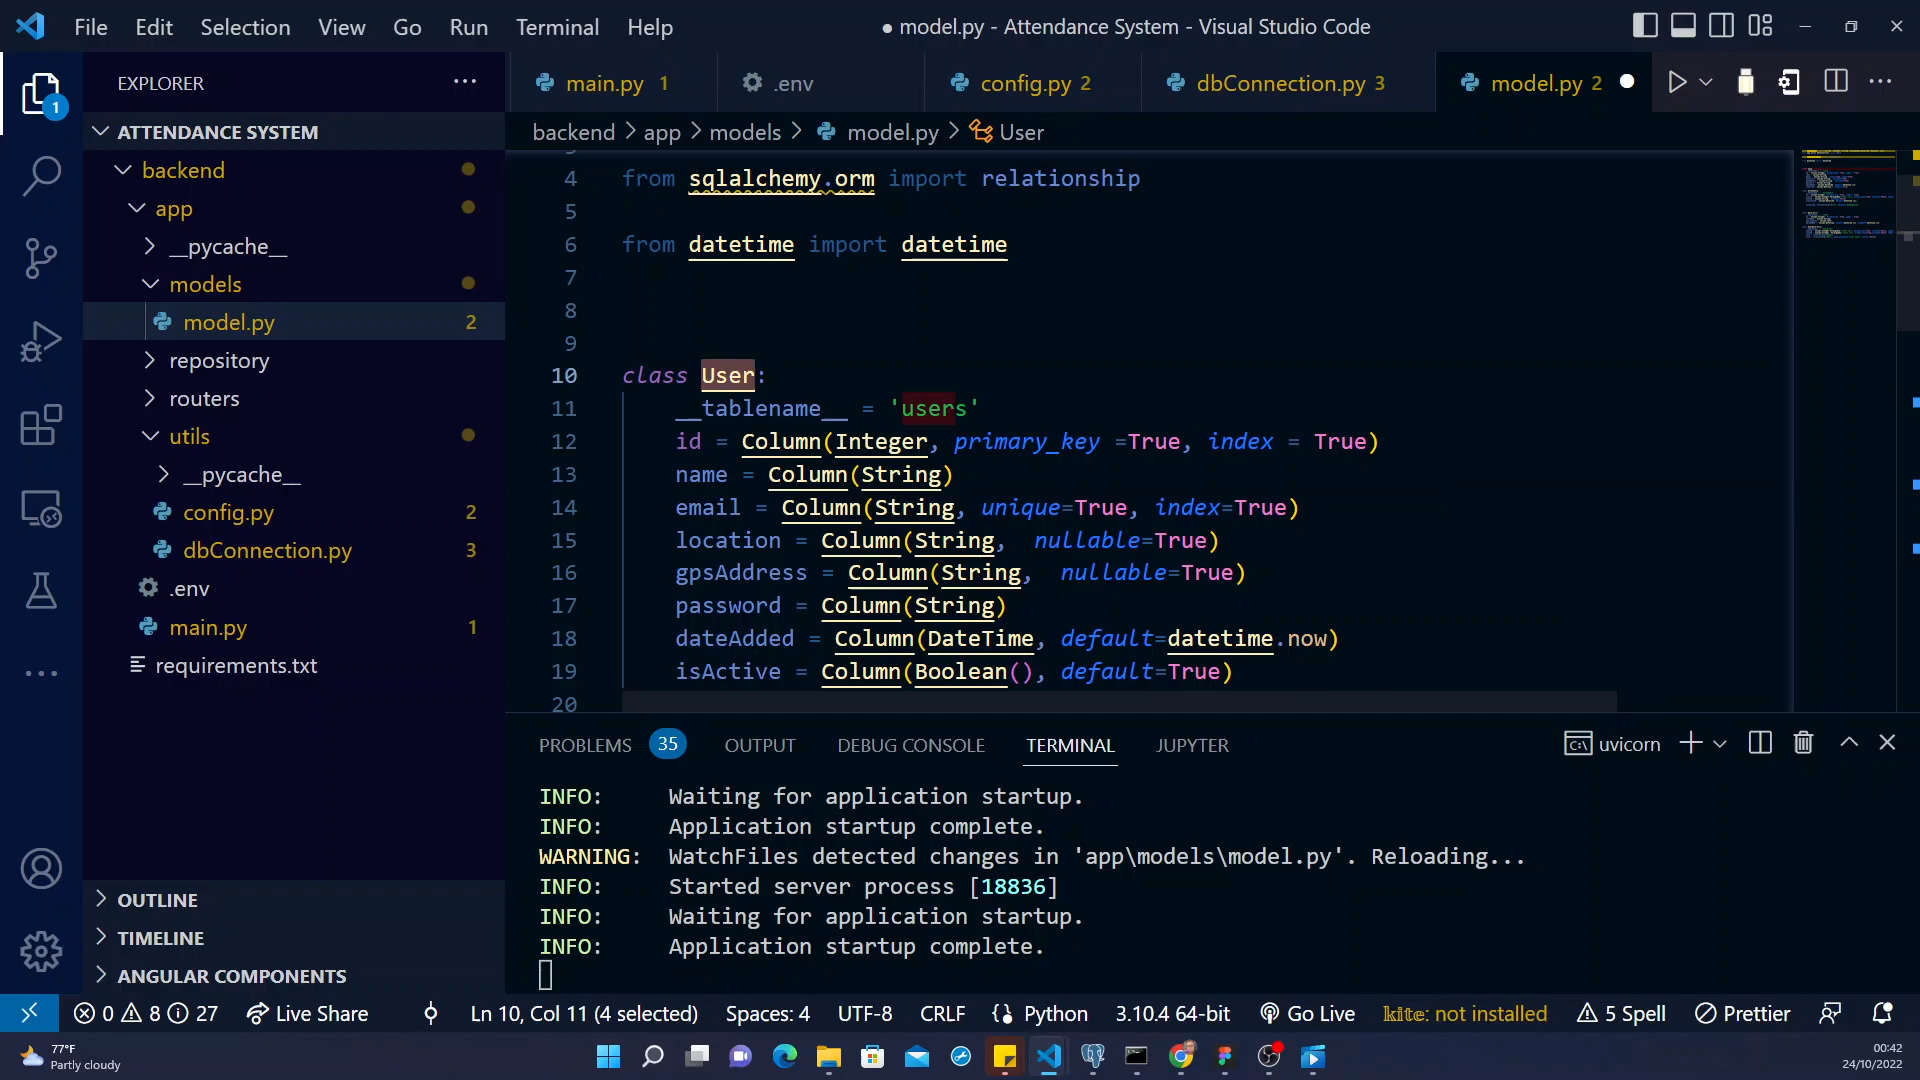 File Edit Selection View Go Run Terminal Help
● model.py - Attendance System - Visual Studio Code
EXPLORER
main.py 1
.env
config.py 2
dbConnection.py 3
model.py 2
1
ATTENDANCE SYSTEM
backend
app
__pycache__
models
model.py 2
repository
routers
utils
__pycache__
config.py 2
dbConnection.py 3
.env
main.py 1
requirements.txt
OUTLINE
TIMELINE
ANGULAR COMPONENTS
backend > app > models > model.py > User
4 from sqlalchemy.orm import relationship
5
6 from datetime import datetime
7
8
9
10 class User:
11 __tablename__ = 'users'
12 id = Column(Integer, primary_key =True, index = True)
13 name = Column(String)
14 email = Column(String, unique=True, index=True)
15 location = Column(String,  nullable=True)
16 gpsAddress = Column(String,  nullable=True)
17 password = Column(String)
18 dateAdded = Column(DateTime, default=datetime.now)
19 isActive = Column(Boolean(), default=True)
20
PROBLEMS 35 OUTPUT DEBUG CONSOLE TERMINAL JUPYTER
uvicorn
INFO: Waiting for application startup.
INFO: Application startup complete.
WARNING: WatchFiles detected changes in 'app\models\model.py'. Reloading...
INFO: Started server process [18836]
INFO: Waiting for application startup.
INFO: Application startup complete.
0 8 27 Live Share Ln 10, Col 11 (4 selected) Spaces: 4 UTF-8 CRLF Python 3.10.4 64-bit Go Live kite: not installed 5 Spell Prettier
77°F
Partly cloudy
00:42
24/10/2022